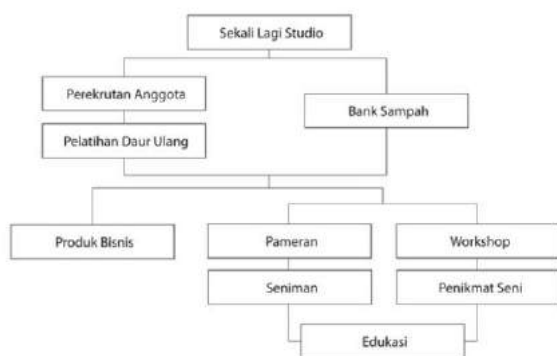 Sekali Lagi Studio
Perekrutan Anggota
Bank Sampah
Pelatihan Daur Ulang
Produk Bisnis
Pameran
Workshop
Seniman
Penikmat Seni
Edukasi